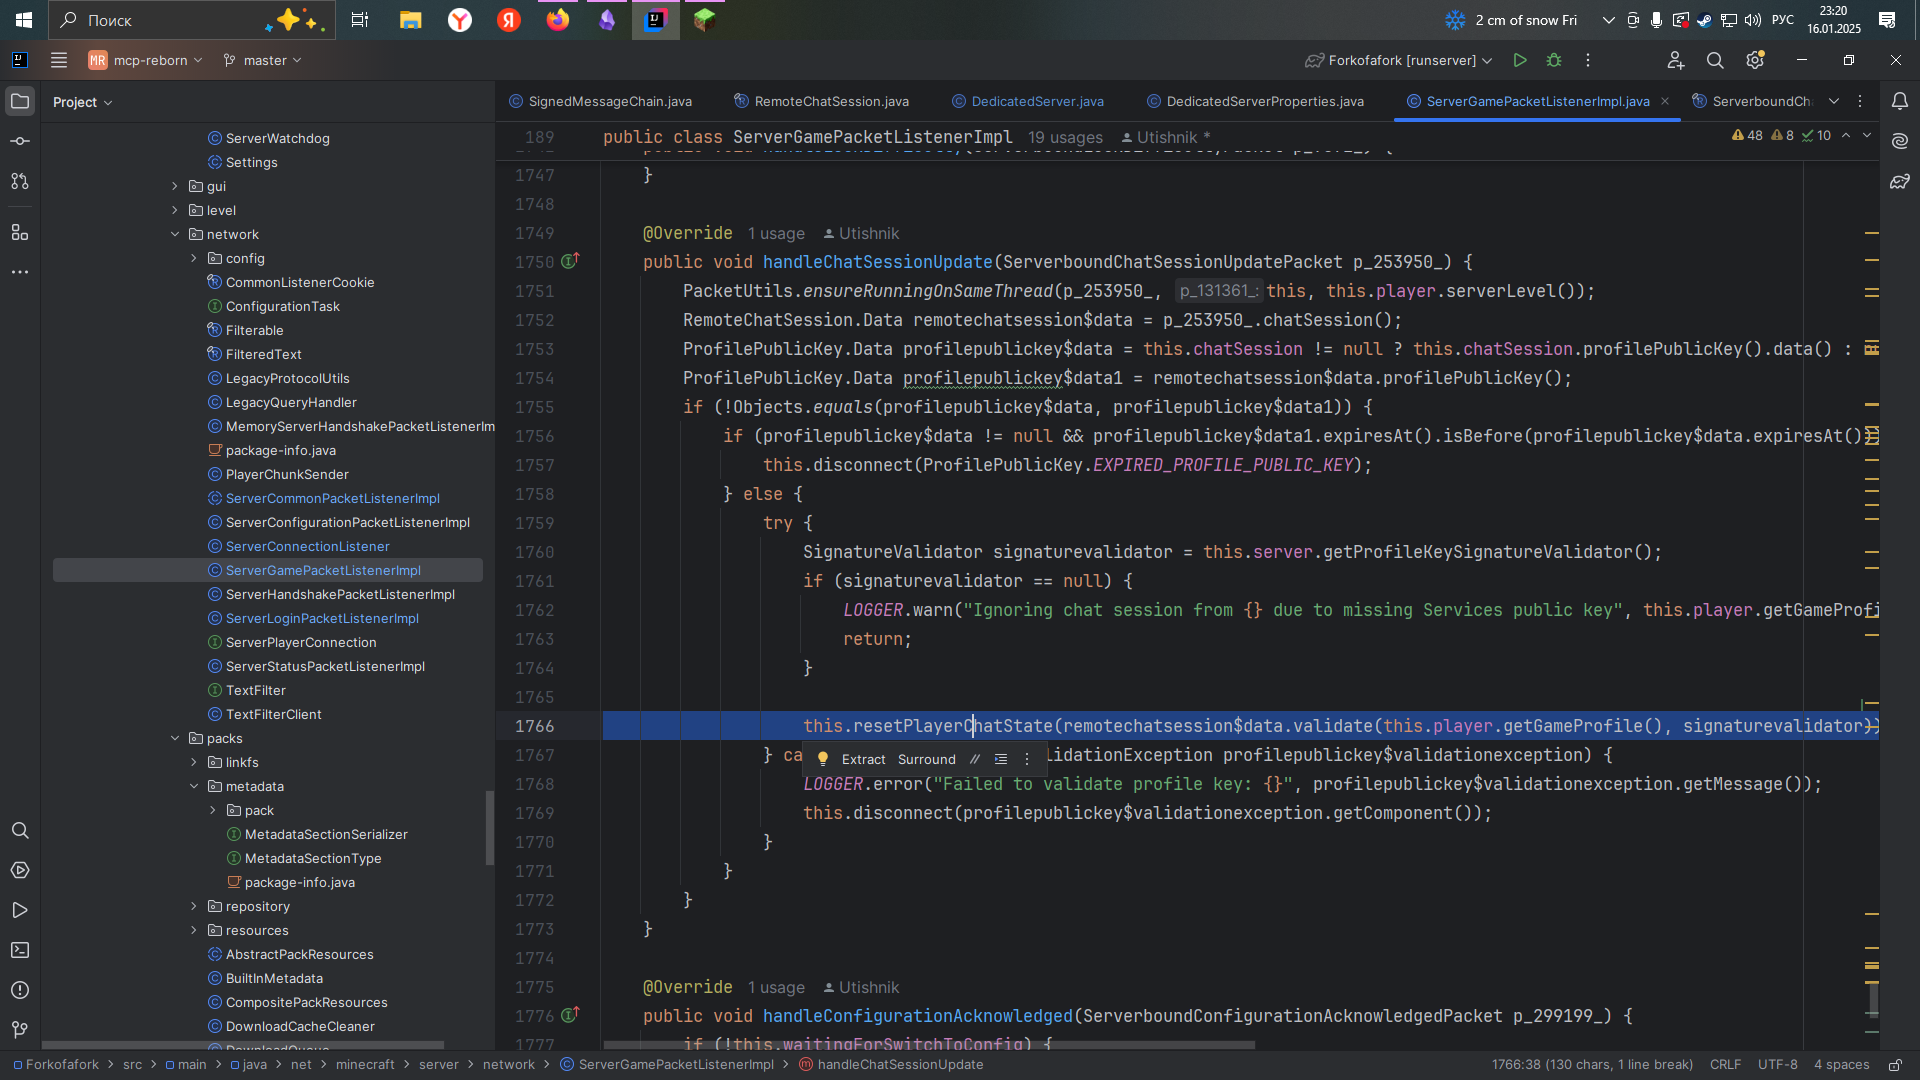 Поиск
2 cm of snow Fri
РУС
23:20
16.01.2025
MR mcp-reborn
master
Forkofafork [runserver]
Project
SignedMessageChain.java
RemoteChatSession.java
DedicatedServer.java
DedicatedServerProperties.java
ServerGamePacketListenerImpl.java
ServerboundCha
189 public class ServerGamePacketListenerImpl 19 usages Utishnik *
48 8 10
ServerWatchdog
Settings
gui
level
network
config
CommonListenerCookie
ConfigurationTask
Filterable
FilteredText
LegacyProtocolUtils
LegacyQueryHandler
MemoryServerHandshakePacketListenerIm
package-info.java
PlayerChunkSender
ServerCommonPacketListenerImpl
ServerConfigurationPacketListenerImpl
ServerConnectionListener
ServerGamePacketListenerImpl
ServerHandshakePacketListenerImpl
ServerLoginPacketListenerImpl
ServerPlayerConnection
ServerStatusPacketListenerImpl
TextFilter
TextFilterClient
packs
linkfs
metadata
pack
MetadataSectionSerializer
MetadataSectionType
package-info.java
repository
resources
AbstractPackResources
BuiltInMetadata
CompositePackResources
DownloadCacheCleaner
DownloadQueue
1747 }
1748
1749 @Override 1 usage Utishnik
1750 public void handleChatSessionUpdate(ServerboundChatSessionUpdatePacket p_253950_) {
1751 PacketUtils.ensureRunningOnSameThread(p_253950_, p_131361_: this, this.player.serverLevel());
1752 RemoteChatSession.Data remotechatsession$data = p_253950_.chatSession();
1753 ProfilePublicKey.Data profilepublickey$data = this.chatSession != null ? this.chatSession.profilePublicKey().data() :
1754 ProfilePublicKey.Data profilepublickey$data1 = remotechatsession$data.profilePublicKey();
1755 if (!Objects.equals(profilepublickey$data, profilepublickey$data1)) {
1756 if (profilepublickey$data != null && profilepublickey$data1.expiresAt().isBefore(profilepublickey$data.expiresAt()))
1757 this.disconnect(ProfilePublicKey.EXPIRED_PROFILE_PUBLIC_KEY);
1758 } else {
1759 try {
1760 SignatureValidator signaturevalidator = this.server.getProfileKeySignatureValidator();
1761 if (signaturevalidator == null) {
1762 LOGGER.warn("Ignoring chat session from {} due to missing Services public key", this.player.getGameProfi
1763 return;
1764 }
1765
1766 this.resetPlayerChatState(remotechatsession$data.validate(this.player.getGameProfile(), signaturevalidator))
1767 } ca lidationException profilepublickey$validationexception) {
Extract Surround
1768 LOGGER.error("Failed to validate profile key: {}", profilepublickey$validationexception.getMessage());
1769 this.disconnect(profilepublickey$validationexception.getComponent());
1770 }
1771 }
1772 }
1773 }
1774
1775 @Override 1 usage Utishnik
1776 public void handleConfigurationAcknowledged(ServerboundConfigurationAcknowledgedPacket p_299199_) {
1777 if (!this.waitingForSwitchToConfig) {
Forkofafork > src > main > java > net > minecraft > server > network > ServerGamePacketListenerImpl > handleChatSessionUpdate
1766:38 (130 chars, 1 line break) CRLF UTF-8 4 spaces